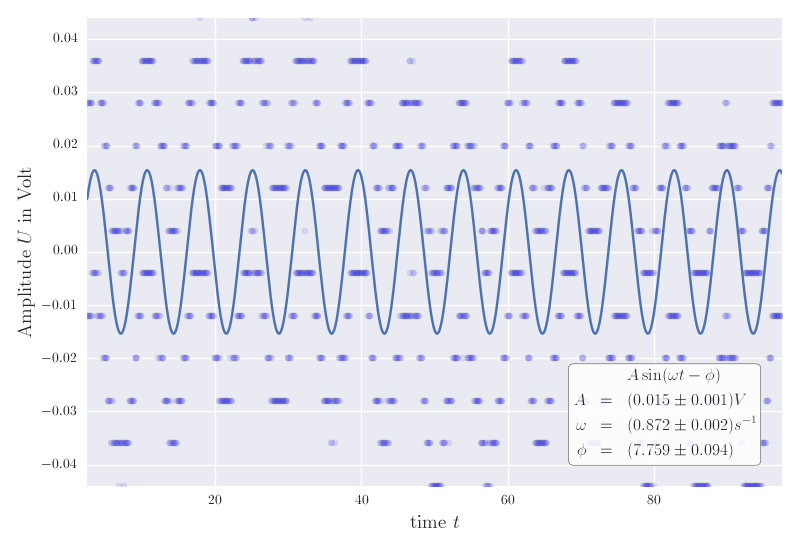 0.04
0.03
0.02
0.01
0.00
−0.01
−0.02
−0.03
−0.04
Amplitude U in Volt
20 40 60 80
time t
A sin(ωt − ϕ)
A = (0.015 ± 0.001)V
ω = (0.872 ± 0.002)s⁻¹
ϕ = (7.759 ± 0.094)